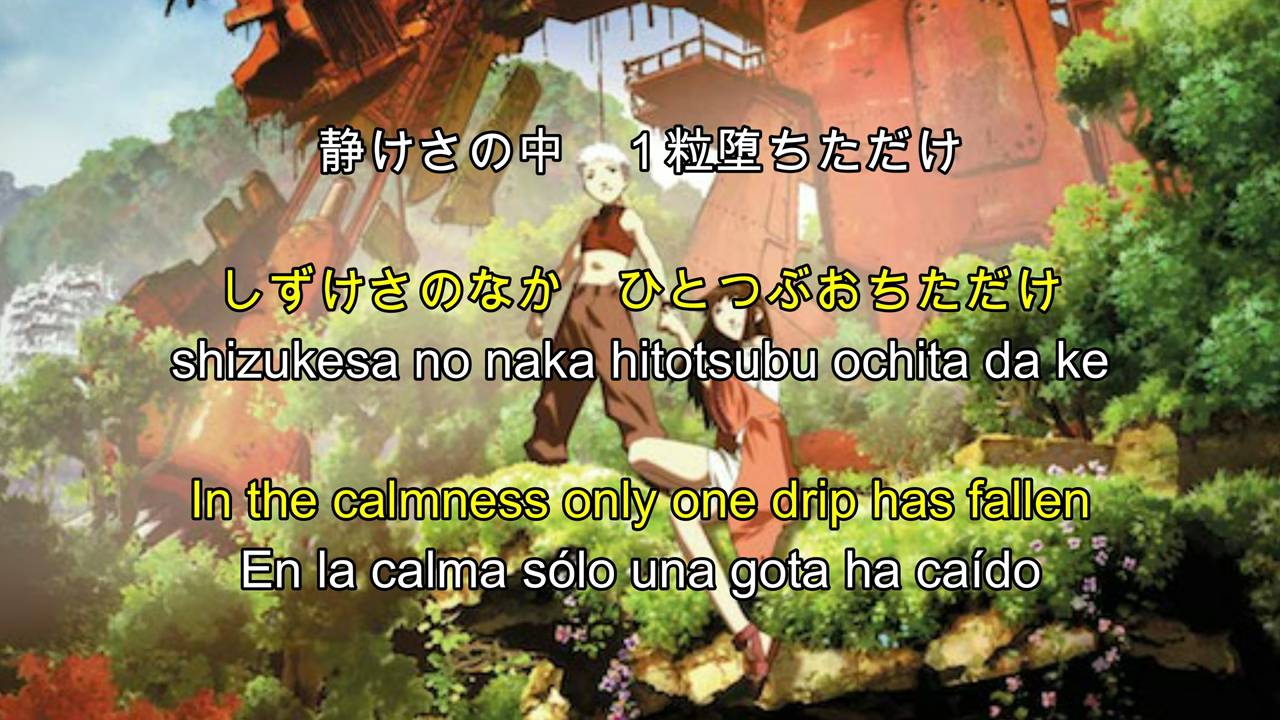 静けさの中　1粒堕ちただけ
しずけさのなか　ひとつぶおちただけ
shizukesa no naka hitotsubu ochita da ke
In the calmness only one drip has fallen
En la calma sólo una gota ha caído